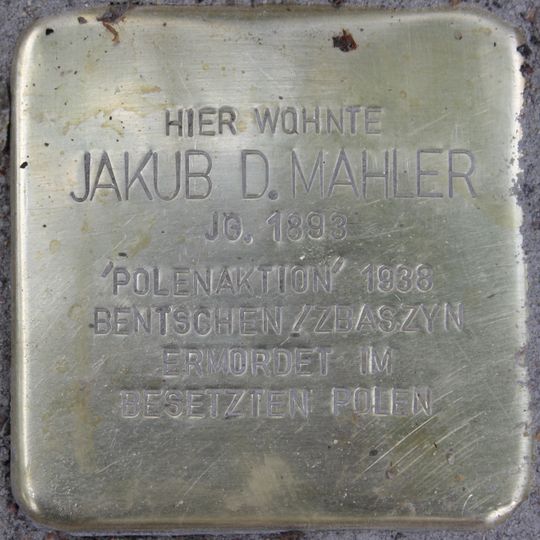 HIER WOHNTE
JAKUB D. MAHLER
JG. 1893
'POLENAKTION' 1938
BENTSCHEN/ZBASZYN
ERMORDET IM
BESETZTEN POLEN